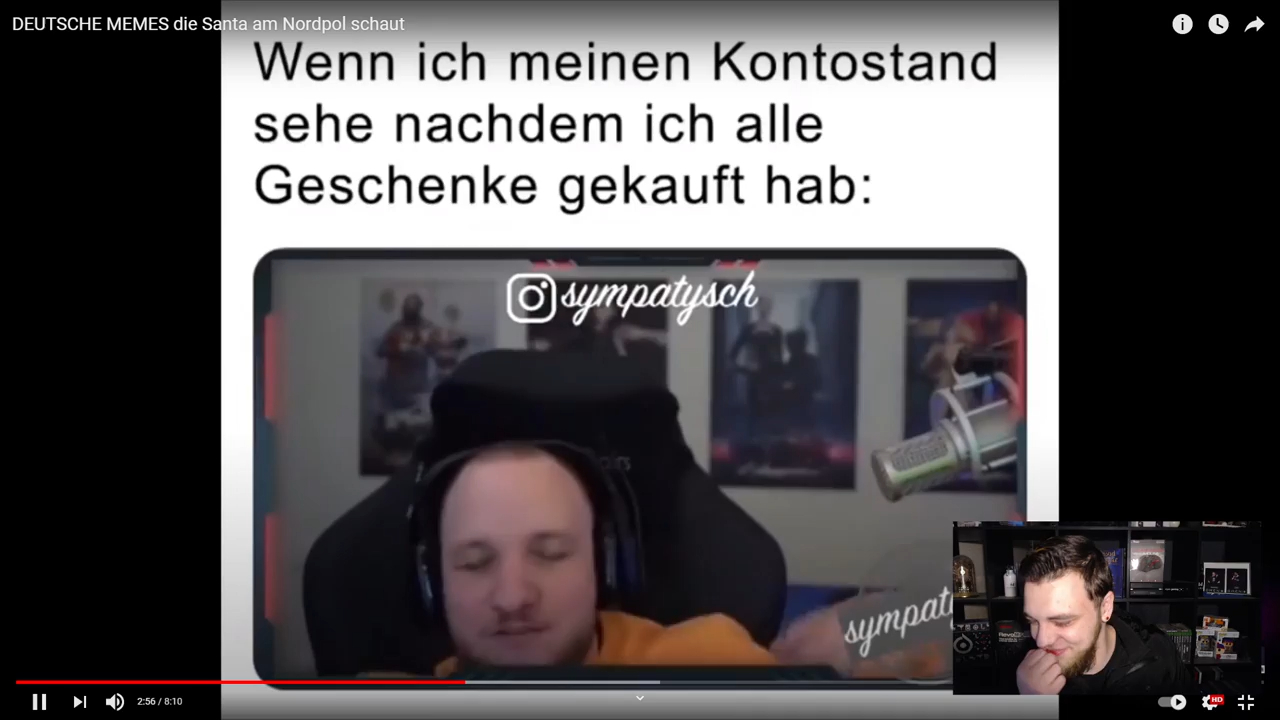 DEUTSCHE MEMES die Santa am Nordpol schaut
Wenn ich meinen Kontostand
sehe nachdem ich alle
Geschenke gekauft hab:
sympatysch
2:56 / 8:10
HD